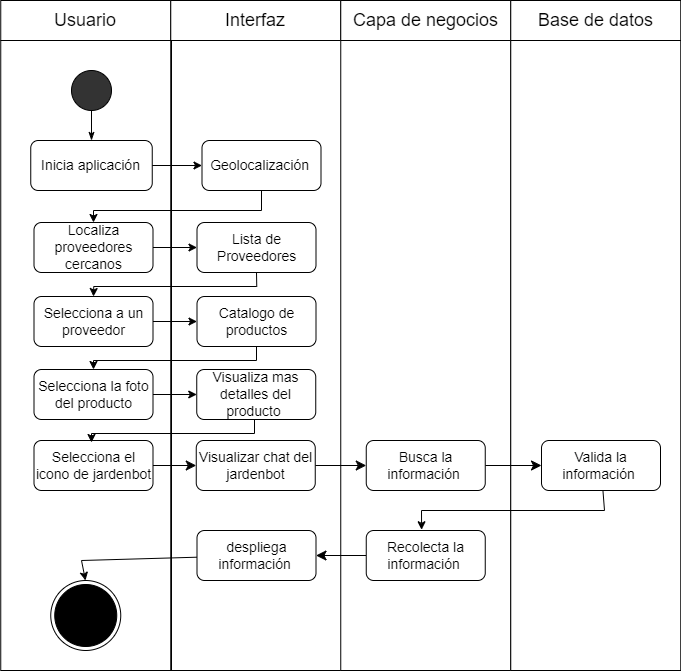 Usuario
Interfaz
Capa de negocios
Base de datos
Inicia aplicación
Geolocalización
Localiza
proveedores
cercanos
Lista de
Proveedores
Selecciona a un
proveedor
Catalogo de
productos
Selecciona la foto
del producto
Visualiza mas
detalles del
producto
Selecciona el
icono de jardenbot
Visualizar chat del
jardenbot
Busca la
información
Valida la
información
despliega
información
Recolecta la
información